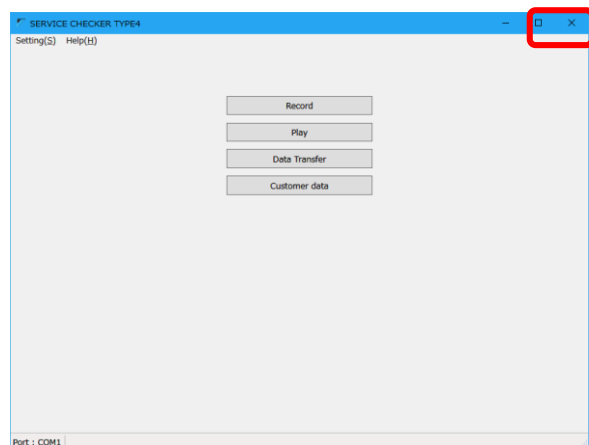 SERVICE CHECKER TYPE4
Setting(S) Help(H)
Record
Play
Data Transfer
Customer data
Port : COM1